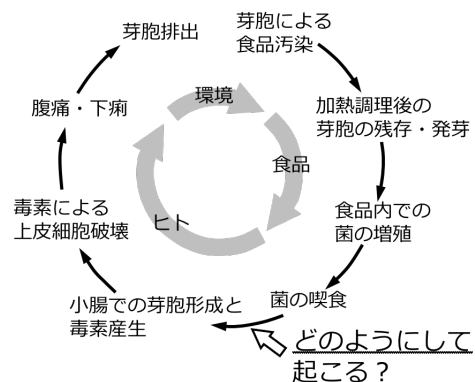 芽胞排出
芽胞による
食品汚染
加熱調理後の
芽胞の残存・発芽
食品内での
菌の増殖
菌の喫食
どのようにして
起こる？
小腸での芽胞形成と
毒素産生
毒素による
上皮細胞破壊
腹痛・下痢
環境
食品
ヒト